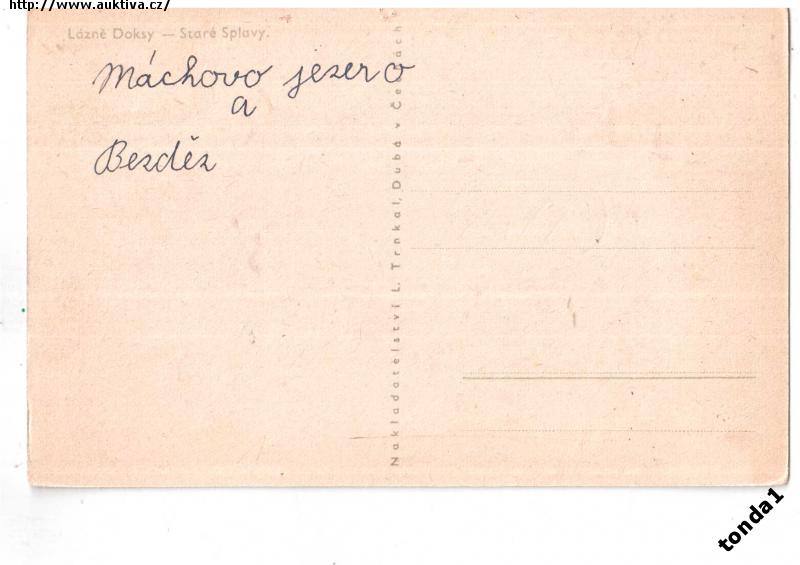 http://www.auktiva.cz/
Lázně Doksy — Staré Splavy.
Máchovo jezero
a
Bezděz
Nakladatelství L. Trnkal, Dubá v Čechách
tonda1